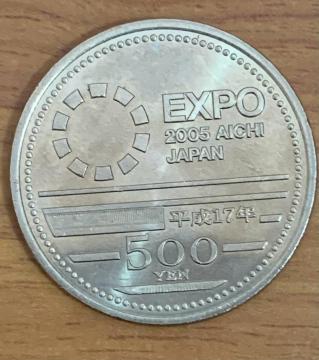 EXPO
2005 AICHI
JAPAN
平成17年
500
YEN